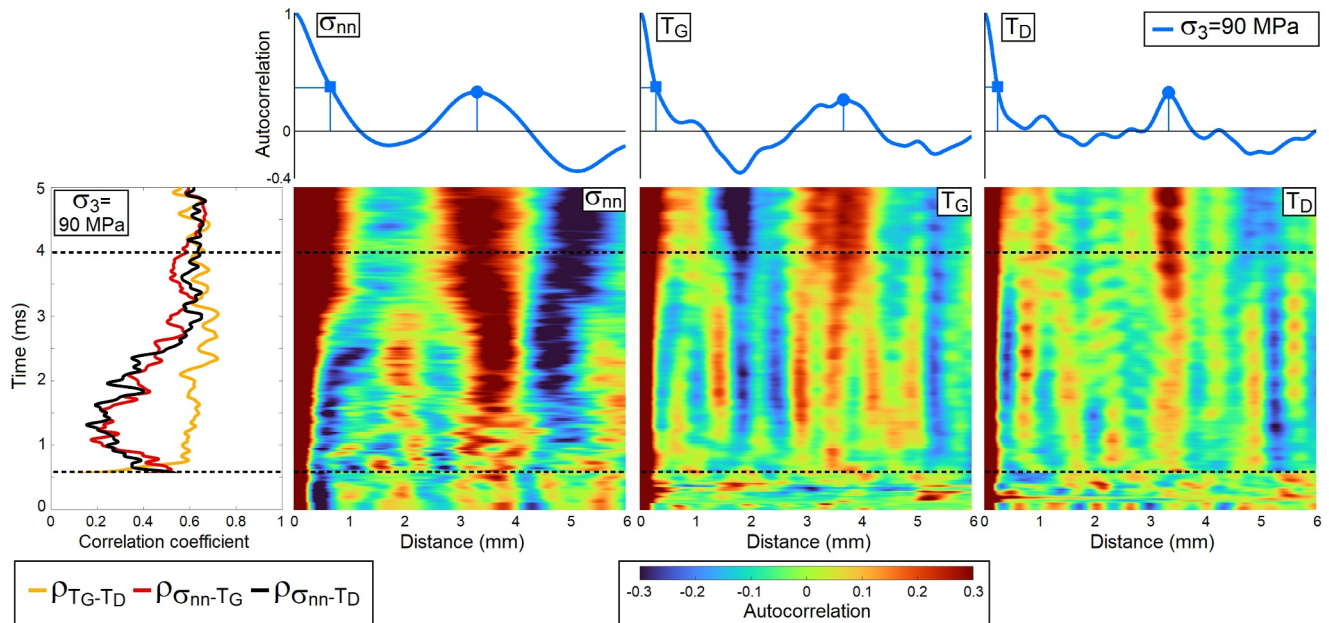 σnn
TG
TD
σ3=90 MPa
Autocorrelation
1
0
-0.4
σ3=
90 MPa
σnn
TG
TD
Time (ms)
5
4
3
2
1
0
0 0.2 0.4 0.6 0.8 1
Correlation coefficient
0 1 2 3 4 5 6
Distance (mm)
0 1 2 3 4 5 6
Distance (mm)
0 1 2 3 4 5 6
Distance (mm)
ρTG-TD ρσnn-TG ρσnn-TD
-0.3 -0.2 -0.1 0 0.1 0.2 0.3
Autocorrelation